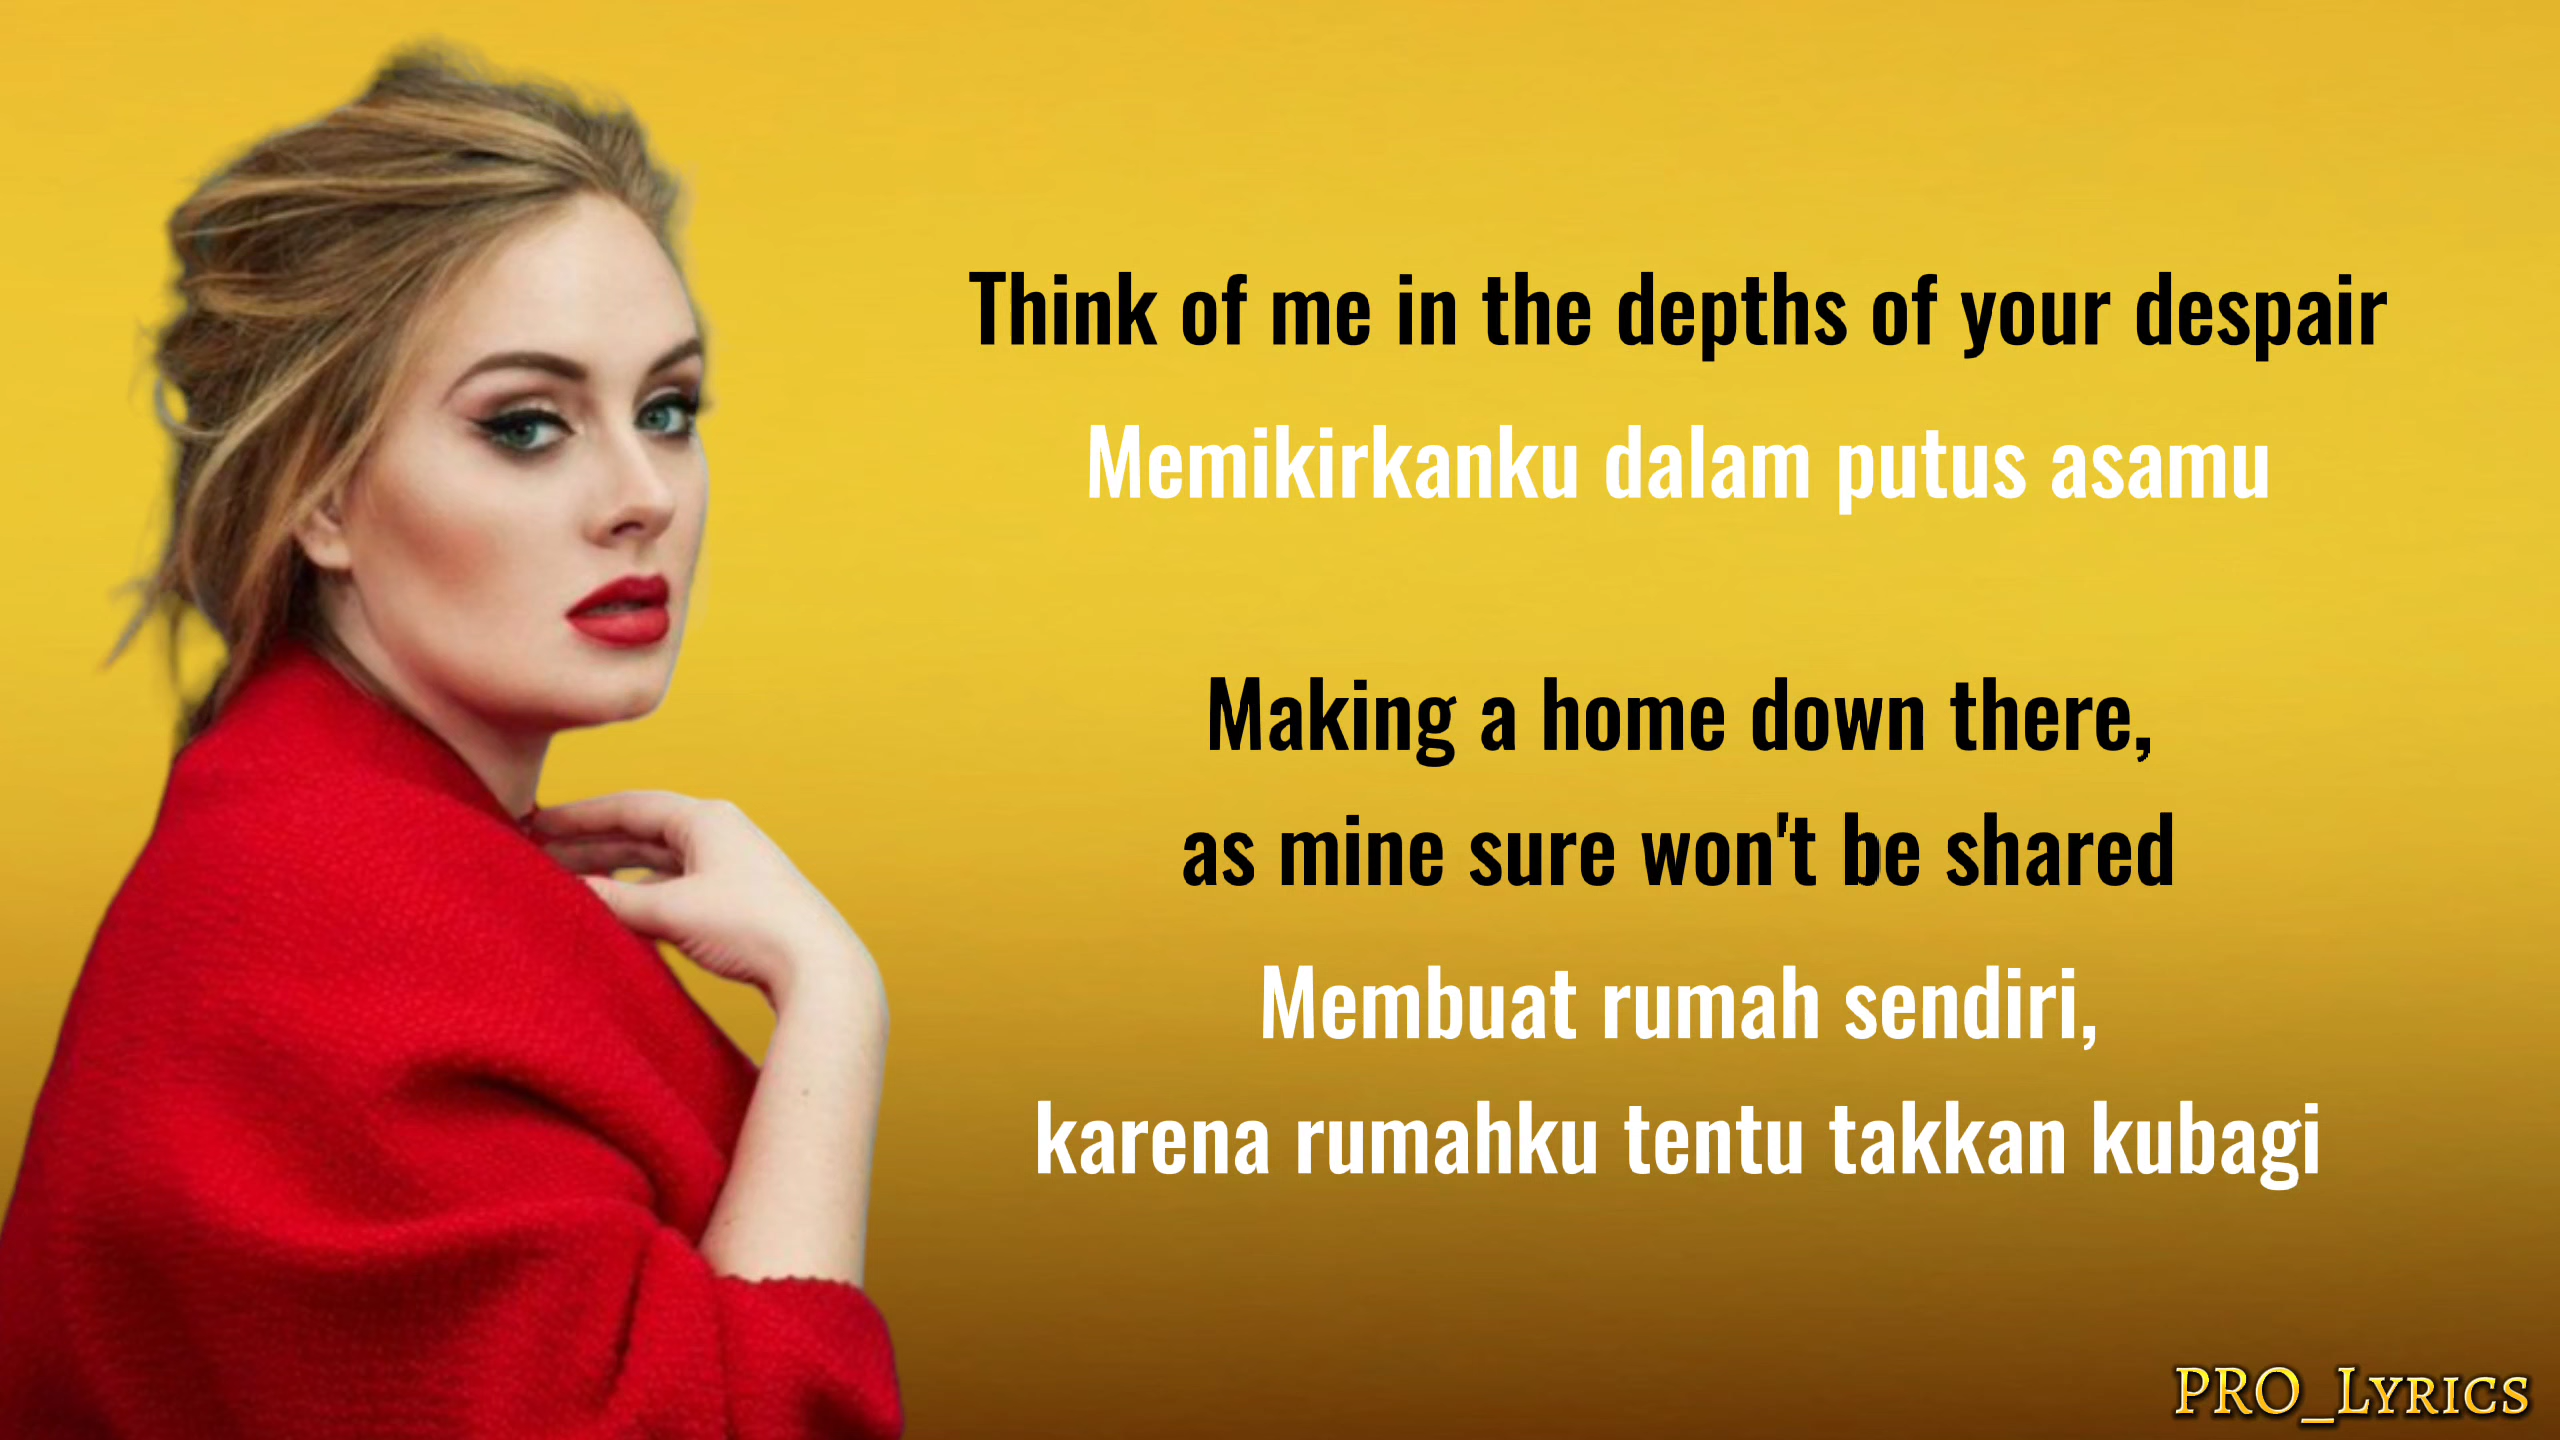 Think of me in the depths of your despair
Memikirkanku dalam putus asamu
Making a home down there,
as mine sure won't be shared
Membuat rumah sendiri,
karena rumahku tentu takkan kubagi
PRO_Lyrics